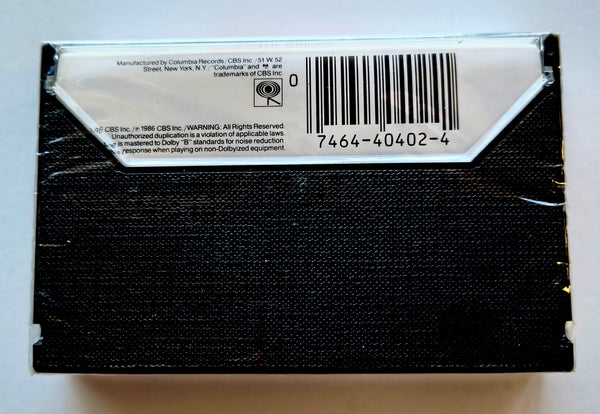 Manufactured by Columbia Records/CBS Inc./51 W. 52
Street, New York, N.Y./"Columbia" and are
trademarks of CBS Inc.
0
CBS Inc./℗ 1986 CBS Inc./WARNING: All Rights Reserved.
Unauthorized duplication is a violation of applicable laws.
is mastered to Dolby "B" standards for noise reduction
response when playing on non-Dolbyized equipment.
7464-40402-4